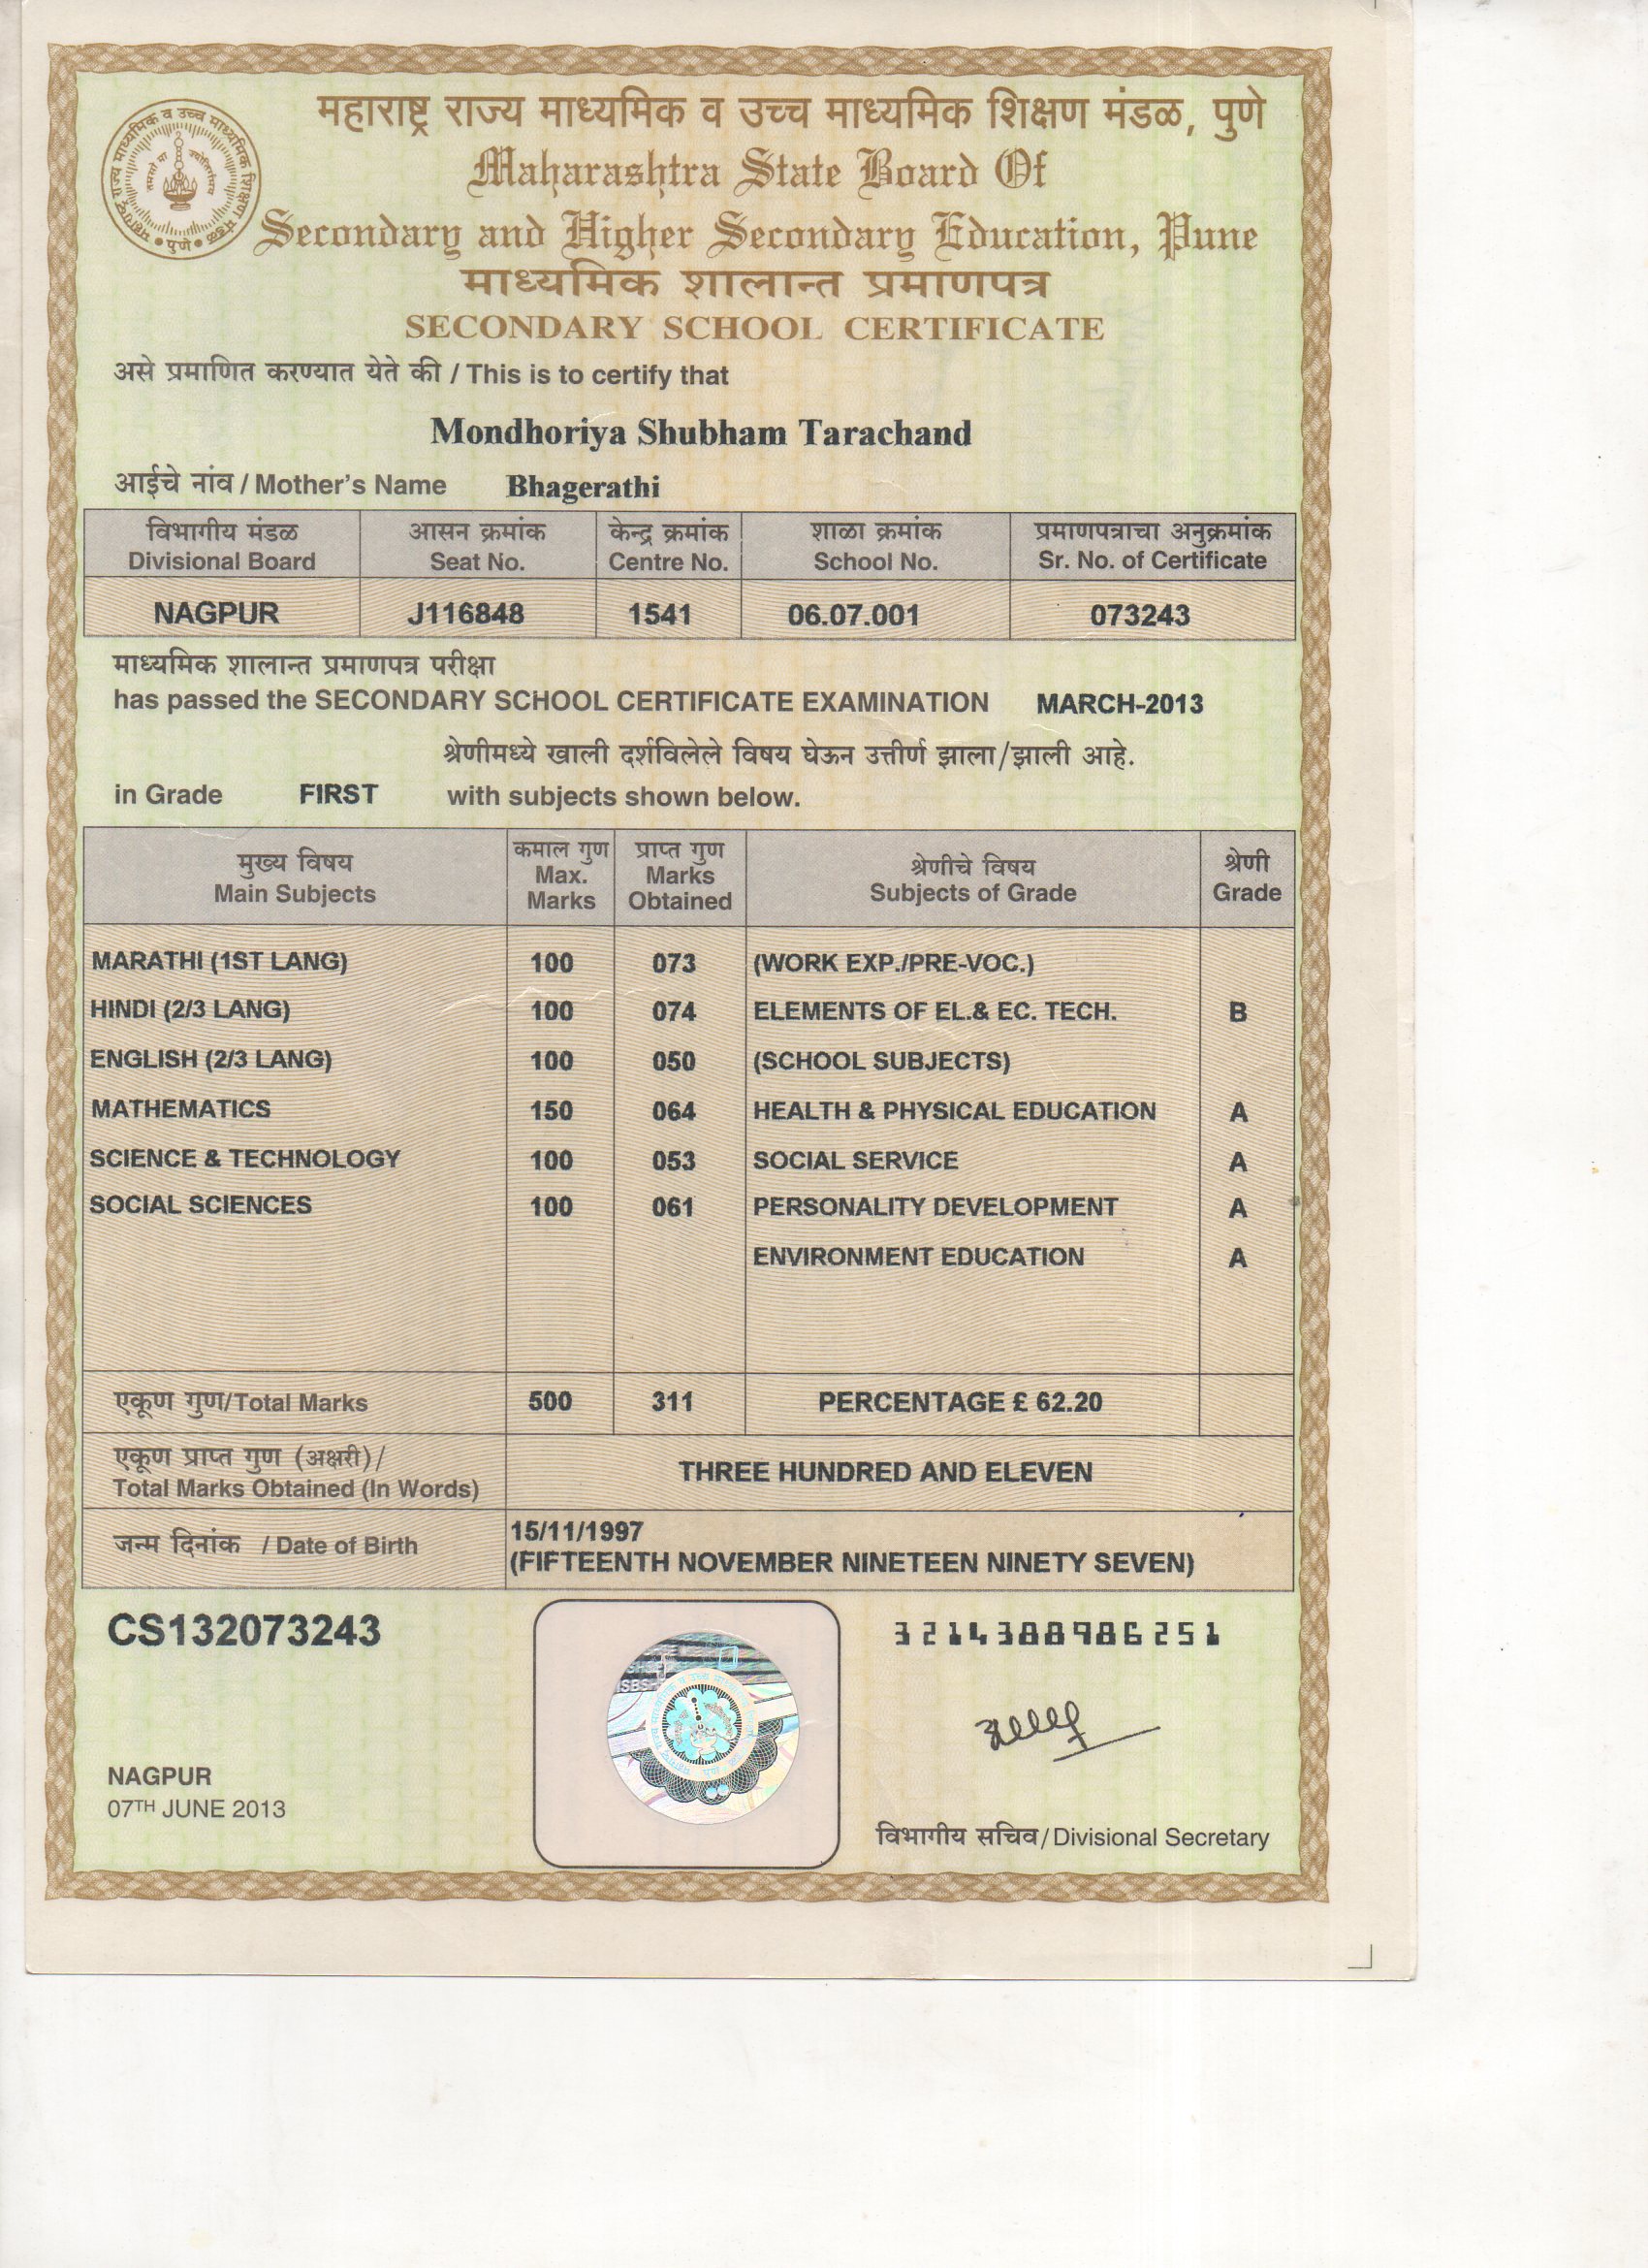 महाराष्ट्र राज्य माध्यमिक व उच्च माध्यमिक शिक्षण मंडळ, पुणे
Maharashtra State Board Of
Secondary and Higher Secondary Education, Pune
माध्यमिक शालान्त प्रमाणपत्र
SECONDARY SCHOOL CERTIFICATE
असे प्रमाणित करण्यात येते की / This is to certify that
Mondhoriya Shubham Tarachand
आईचे नांव / Mother's Name Bhagerathi
विभागीय मंडळ आसन क्रमांक केन्द्र क्रमांक शाळा क्रमांक प्रमाणपत्राचा अनुक्रमांक
Divisional Board Seat No. Centre No. School No. Sr. No. of Certificate
NAGPUR J116848 1541 06.07.001 073243
माध्यमिक शालान्त प्रमाणपत्र परीक्षा
has passed the SECONDARY SCHOOL CERTIFICATE EXAMINATION MARCH-2013
श्रेणीमध्ये खाली दर्शविलेले विषय घेऊन उत्तीर्ण झाला/झाली आहे.
in Grade FIRST with subjects shown below.
मुख्य विषय कमाल गुण प्राप्त गुण श्रेणीचे विषय श्रेणी
Main Subjects Max. Marks Marks Obtained Subjects of Grade Grade
MARATHI (1ST LANG) 100 073 (WORK EXP./PRE-VOC.)
HINDI (2/3 LANG) 100 074 ELEMENTS OF EL.& EC. TECH. B
ENGLISH (2/3 LANG) 100 050 (SCHOOL SUBJECTS)
MATHEMATICS 150 064 HEALTH & PHYSICAL EDUCATION A
SCIENCE & TECHNOLOGY 100 053 SOCIAL SERVICE A
SOCIAL SCIENCES 100 061 PERSONALITY DEVELOPMENT A
ENVIRONMENT EDUCATION A
एकूण गुण/Total Marks 500 311 PERCENTAGE £ 62.20
एकूण प्राप्त गुण (अक्षरी)/
Total Marks Obtained (In Words) THREE HUNDRED AND ELEVEN
जन्म दिनांक / Date of Birth 15/11/1997
(FIFTEENTH NOVEMBER NINETEEN NINETY SEVEN)
CS132073243 3214388986251
NAGPUR
07TH JUNE 2013
विभागीय सचिव/Divisional Secretary